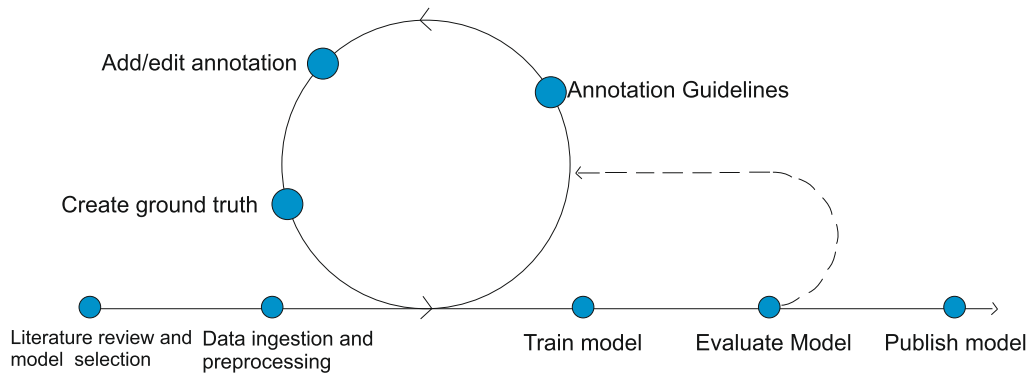 Add/edit annotation
Annotation Guidelines
Create ground truth
Literature review and
model selection
Data ingestion and
preprocessing
Train model
Evaluate Model
Publish model